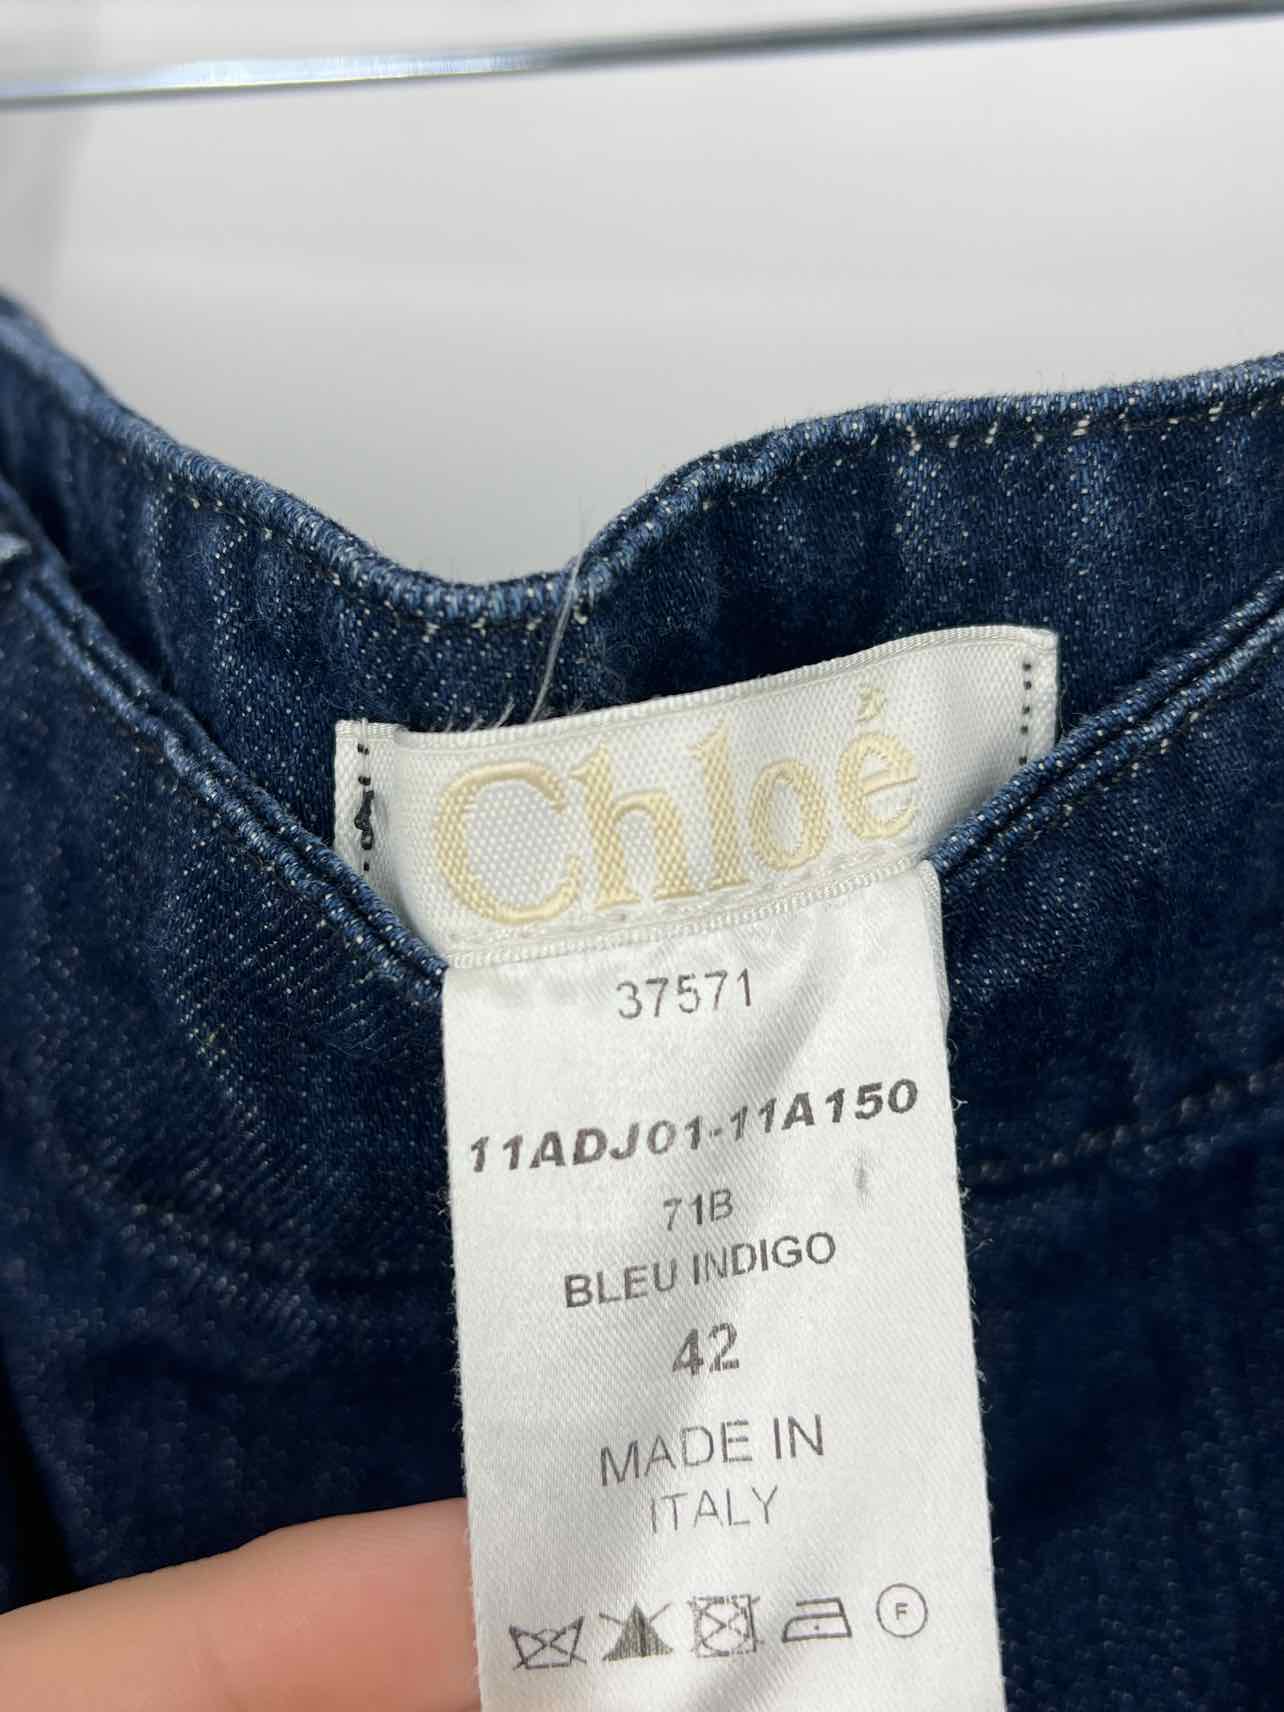 Chloé
37571
11ADJ01-11A150
71B
BLEU INDIGO
42
MADE IN
ITALY
F